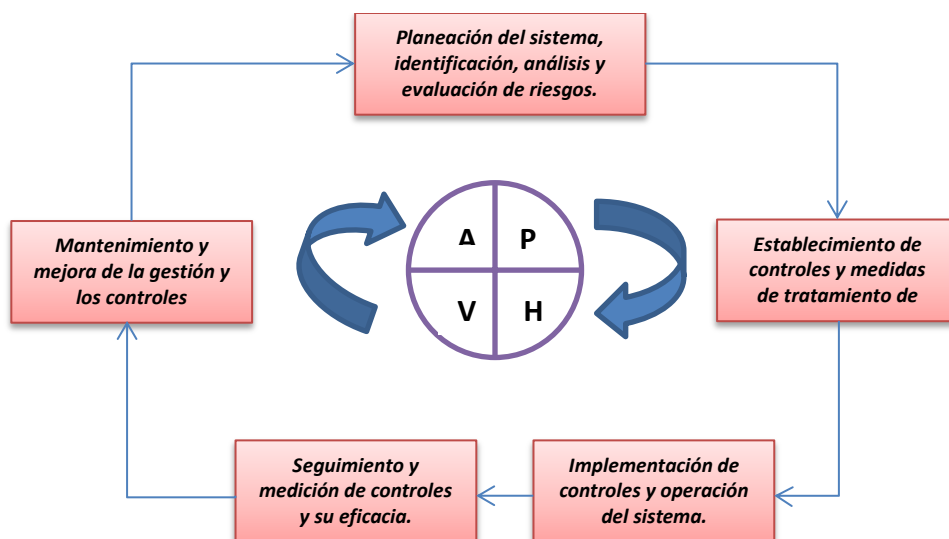 Planeación del sistema,
identificación, análisis y
evaluación de riesgos.
Mantenimiento y
mejora de la gestión y
los controles
A P
V H
Establecimiento de
controles y medidas
de tratamiento de
Seguimiento y
medición de controles
y su eficacia.
Implementación de
controles y operación
del sistema.